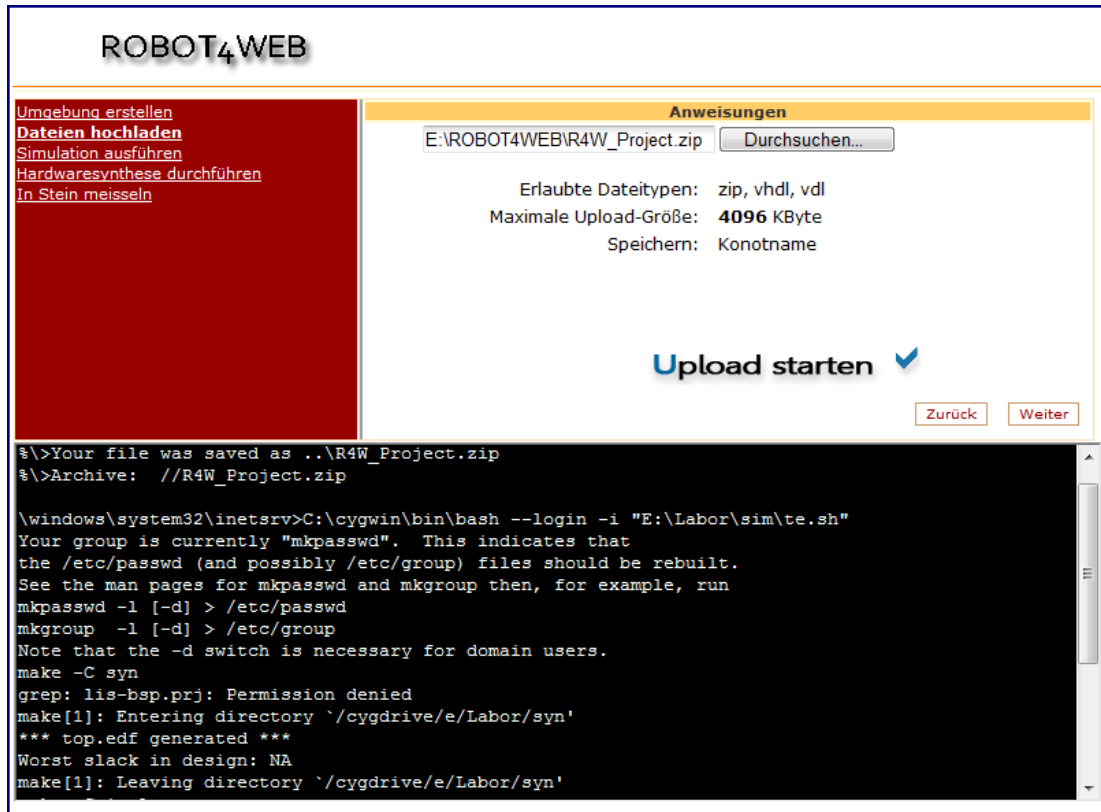 ROBOT4WEB
Umgebung erstellen
Dateien hochladen
Simulation ausführen
Hardwaresynthese durchführen
In Stein meisseln
Anweisungen
E:\ROBOT4WEB\R4W_Project.zip Durchsuchen...
Erlaubte Dateitypen: zip, vhdl, vdl
Maximale Upload-Größe: 4096 KByte
Speichern: Konotname
Upload starten
Zurück Weiter
%\>Your file was saved as ..\R4W_Project.zip
%\>Archive:  //R4W_Project.zip
\windows\system32\inetsrv>C:\cygwin\bin\bash --login -i "E:\Labor\sim\te.sh"
Your group is currently "mkpasswd".  This indicates that
the /etc/passwd (and possibly /etc/group) files should be rebuilt.
See the man pages for mkpasswd and mkgroup then, for example, run
mkpasswd -l [-d] > /etc/passwd
mkgroup  -l [-d] > /etc/group
Note that the -d switch is necessary for domain users.
make -C syn
grep: lis-bsp.prj: Permission denied
make[1]: Entering directory `/cygdrive/e/Labor/syn'
*** top.edf generated ***
Worst slack in design: NA
make[1]: Leaving directory `/cygdrive/e/Labor/syn'